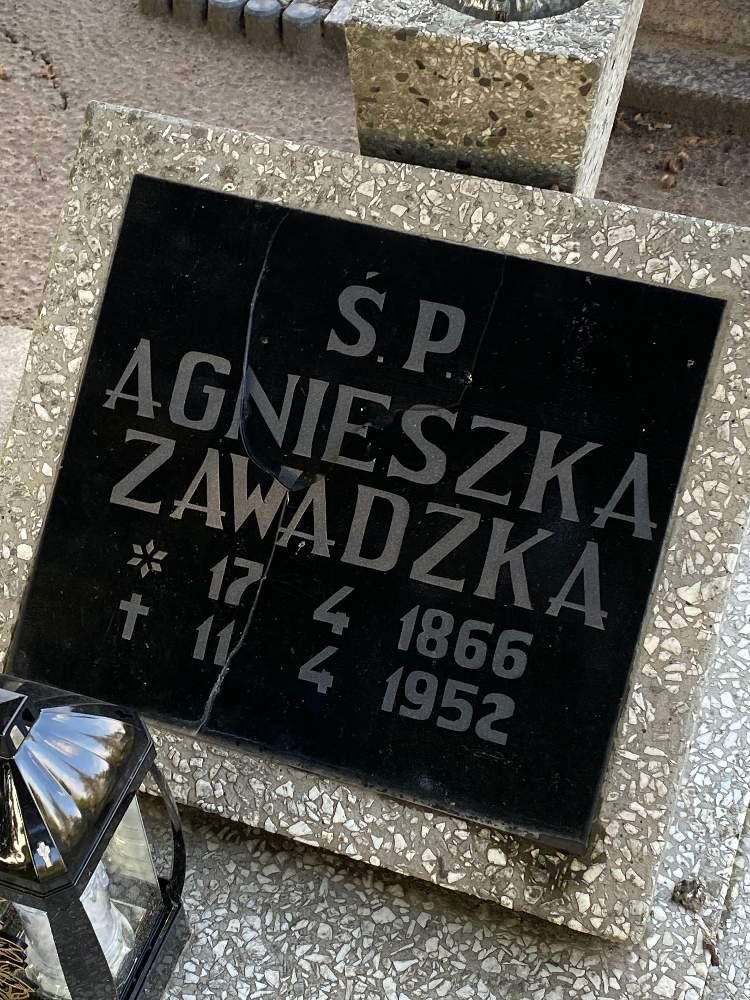 Ś.P.
AGNIESZKA
ZAWADZKA
* 17 4 1866
† 11 4 1952